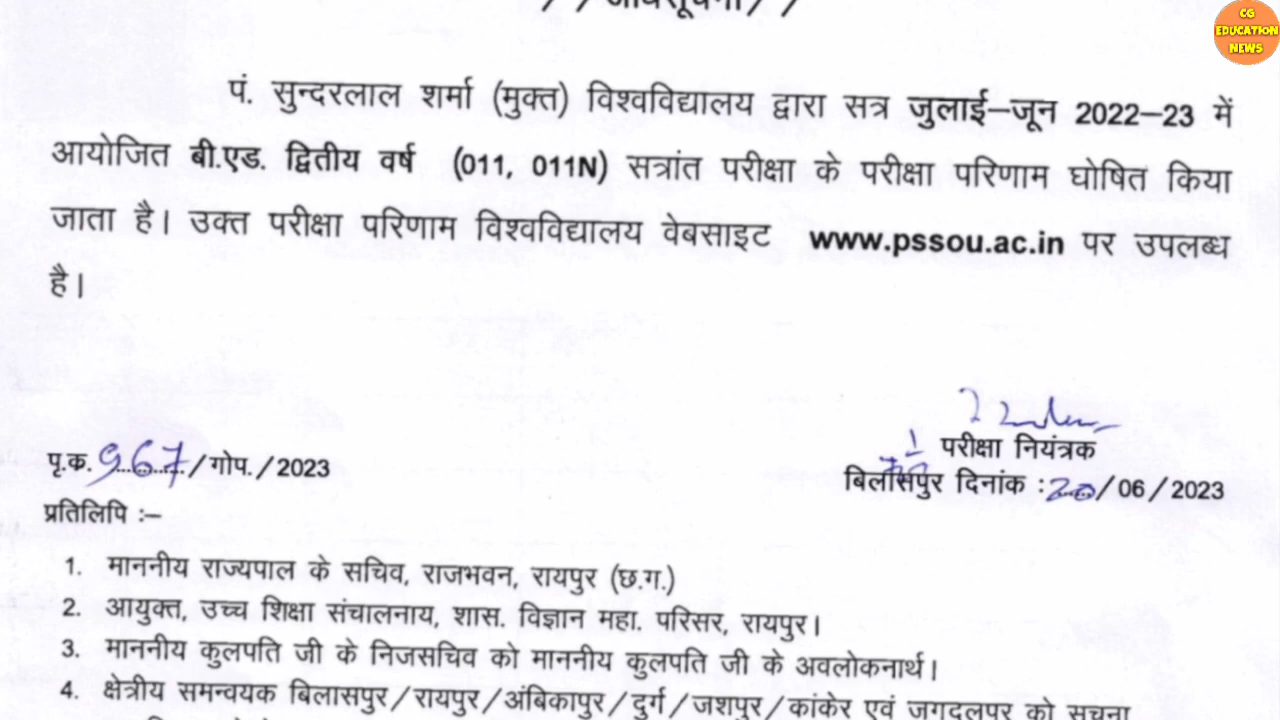 //अधिसूचना//
CG
EDUCATION
NEWS
पं. सुन्दरलाल शर्मा (मुक्त) विश्वविद्यालय द्वारा सत्र जुलाई–जून 2022–23 में
आयोजित बी.एड. द्वितीय वर्ष (011, 011N) सत्रांत परीक्षा के परीक्षा परिणाम घोषित किया
जाता है। उक्त परीक्षा परिणाम विश्वविद्यालय वेबसाइट www.pssou.ac.in पर उपलब्ध
है।
परीक्षा नियंत्रक
पृ.क. 967/गोप./2023
बिलासपुर दिनांक :20/06/2023
प्रतिलिपि :–
1. माननीय राज्यपाल के सचिव, राजभवन, रायपुर (छ.ग.)
2. आयुक्त, उच्च शिक्षा संचालनाय, शास. विज्ञान महा. परिसर, रायपुर।
3. माननीय कुलपति जी के निजसचिव को माननीय कुलपति जी के अवलोकनार्थ।
4. क्षेत्रीय समन्वयक बिलासपुर/रायपुर/अंबिकापुर/दुर्ग/जशपुर/कांकेर एवं जगदलपुर को सूचना